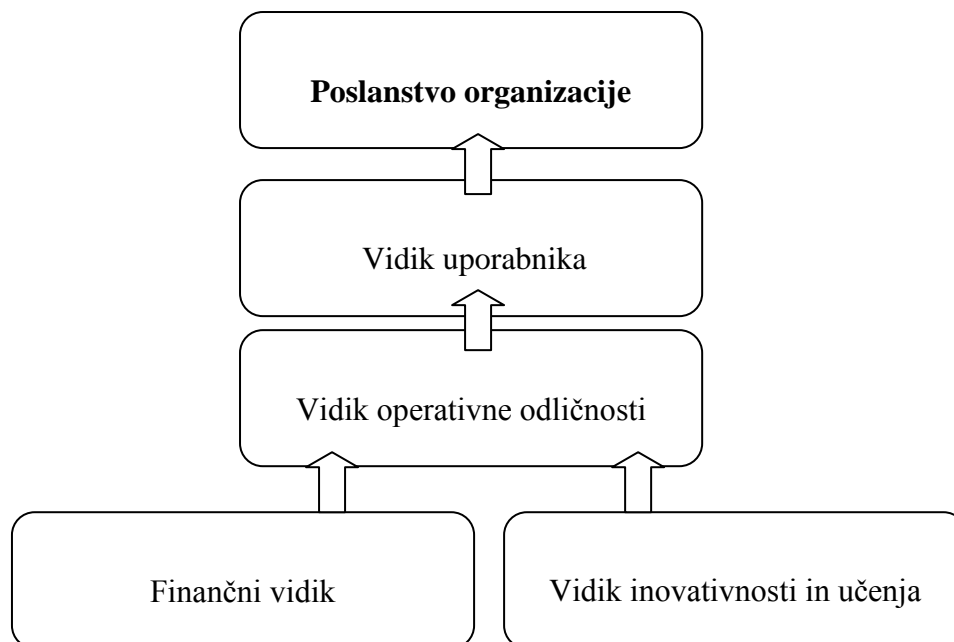 Poslanstvo organizacije
Vidik uporabnika
Vidik operativne odličnosti
Finančni vidik
Vidik inovativnosti in učenja